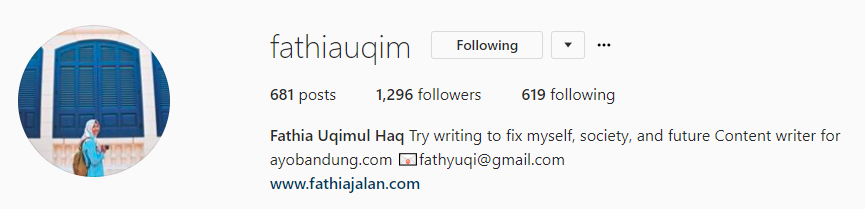 fathiauqim Following
681 posts 1,296 followers 619 following
Fathia Uqimul Haq Try writing to fix myself, society, and future Content writer for
ayobandung.com 💌fathyuqi@gmail.com
www.fathiajalan.com